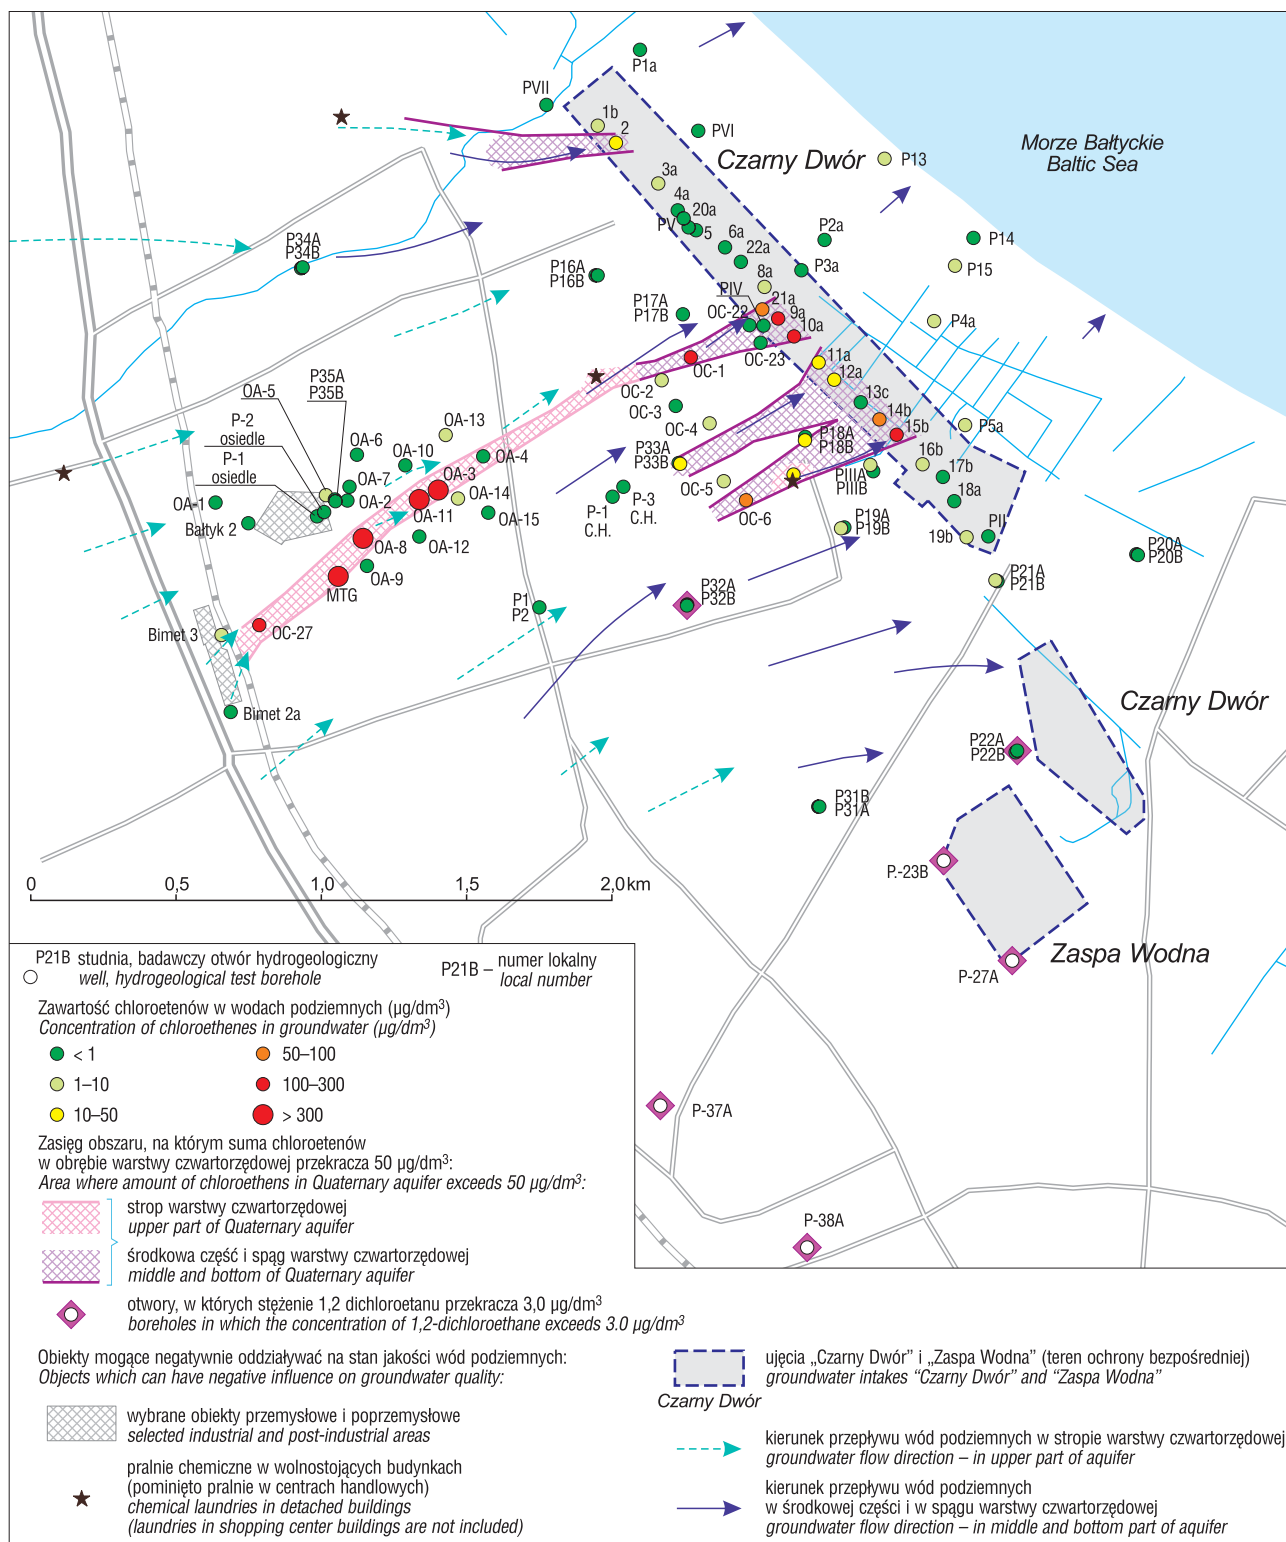 P1a
PVII
1b
2
PVI
Czarny Dwór
Morze Bałtyckie
Baltic Sea
P13
3a
4a
20a
PV
5
6a
22a
P2a
P14
P34A
P34B
P16A
P16B
8a
P3a
P15
PIV
21a
P17A
P17B
OC-22
9a
10a
P4a
OC-23
OC-1
11a
12a
OC-2
P35A
P35B
OA-5
OC-3
13c
P-2
osiedle
OA-13
OC-4
14b
15b
P5a
OA-6
OA-10
P18A
P18B
P33A
P33B
P-1
osiedle
OA-4
16b
OA-7
OA-3
17b
PIIIA
PIIIB
OC-5
OA-1
OA-2
OA-14
P-3
C.H.
18a
OA-11
P-1
C.H.
OC-6
Bałtyk 2
OA-15
P19A
P19B
PII
19b
OA-8
OA-12
P20A
P20B
OA-9
P21A
P21B
MTG
P32A
P32B
P1
P2
Bimet 3
OC-27
Bimet 2a
Czarny Dwór
P22A
P22B
P31B
P31A
P.-23B
0
0,5
1,0
1,5
2,0 km
Zaspa Wodna
P-27A
P-37A
P-38A
P21B studnia, badawczy otwór hydrogeologiczny
well, hydrogeological test borehole
P21B – numer lokalny
local number
Zawartość chloroetenów w wodach podziemnych (µg/dm³)
Concentration of chloroethenes in groundwater (µg/dm³)
< 1
50–100
1–10
100–300
10–50
> 300
Zasięg obszaru, na którym suma chloroetenów
w obrębie warstwy czwartorzędowej przekracza 50 µg/dm³:
Area where amount of chloroethens in Quaternary aquifer exceeds 50 µg/dm³:
strop warstwy czwartorzędowej
upper part of Quaternary aquifer
środkowa część i spąg warstwy czwartorzędowej
middle and bottom of Quaternary aquifer
otwory, w których stężenie 1,2 dichloroetanu przekracza 3,0 µg/dm³
boreholes in which the concentration of 1,2-dichloroethane exceeds 3.0 µg/dm³
Obiekty mogące negatywnie oddziaływać na stan jakości wód podziemnych:
Objects which can have negative influence on groundwater quality:
wybrane obiekty przemysłowe i poprzemysłowe
selected industrial and post-industrial areas
pralnie chemiczne w wolnostojących budynkach
(pominięto pralnie w centrach handlowych)
chemical laundries in detached buildings
(laundries in shopping center buildings are not included)
ujęcia „Czarny Dwór” i „Zaspa Wodna” (teren ochrony bezpośredniej)
groundwater intakes “Czarny Dwór” and “Zaspa Wodna”
Czarny Dwór
kierunek przepływu wód podziemnych w stropie warstwy czwartorzędowej
groundwater flow direction – in upper part of aquifer
kierunek przepływu wód podziemnych
w środkowej części i w spągu warstwy czwartorzędowej
groundwater flow direction – in middle and bottom part of aquifer